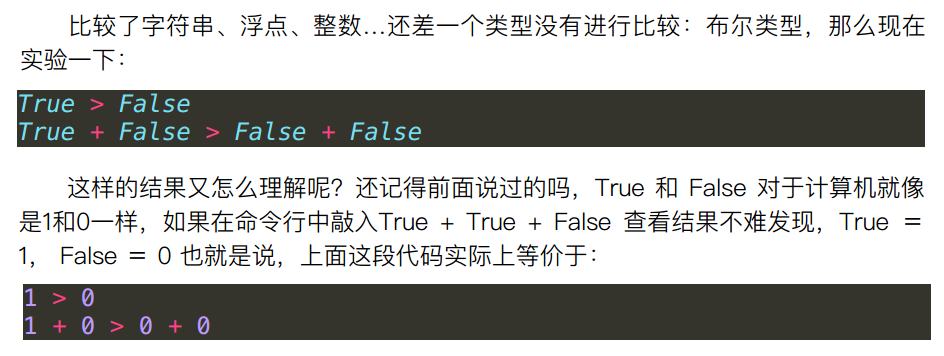 比较了字符串、浮点、整数…还差一个类型没有进行比较：布尔类型，那么现在
实验一下：
True > False
True + False > False + False
这样的结果又怎么理解呢？还记得前面说过的吗，True 和 False 对于计算机就像
是1和0一样，如果在命令行中敲入True + True + False 查看结果不难发现，True =
1， False = 0 也就是说，上面这段代码实际上等价于：
1 > 0
1 + 0 > 0 + 0